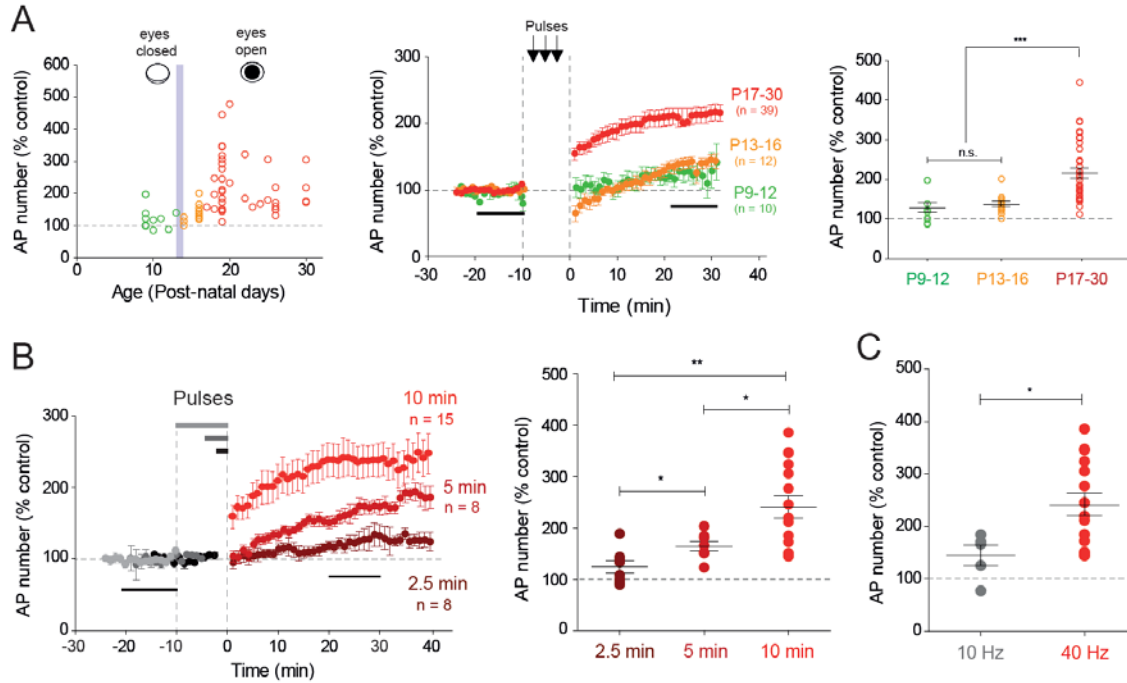 A
eyes
closed
eyes
open
600
500
400
300
200
100
0
AP number (% control)
0 10 20 30
Age (Post-natal days)
Pulses
300
200
100
0
AP number (% control)
P17-30
(n = 39)
P13-16
(n = 12)
P9-12
(n = 10)
-30 -20 -10 0 10 20 30 40
Time (min)
***
n.s.
500
400
300
200
100
0
AP number (% control)
P9-12 P13-16 P17-30
B
Pulses
10 min
n = 15
5 min
n = 8
2.5 min
n = 8
300
200
100
0
AP number (% control)
-30 -20 -10 0 10 20 30 40
Time (min)
**
*
*
500
400
300
200
100
0
AP number (% control)
2.5 min 5 min 10 min
C
*
500
400
300
200
100
0
AP number (% control)
10 Hz 40 Hz